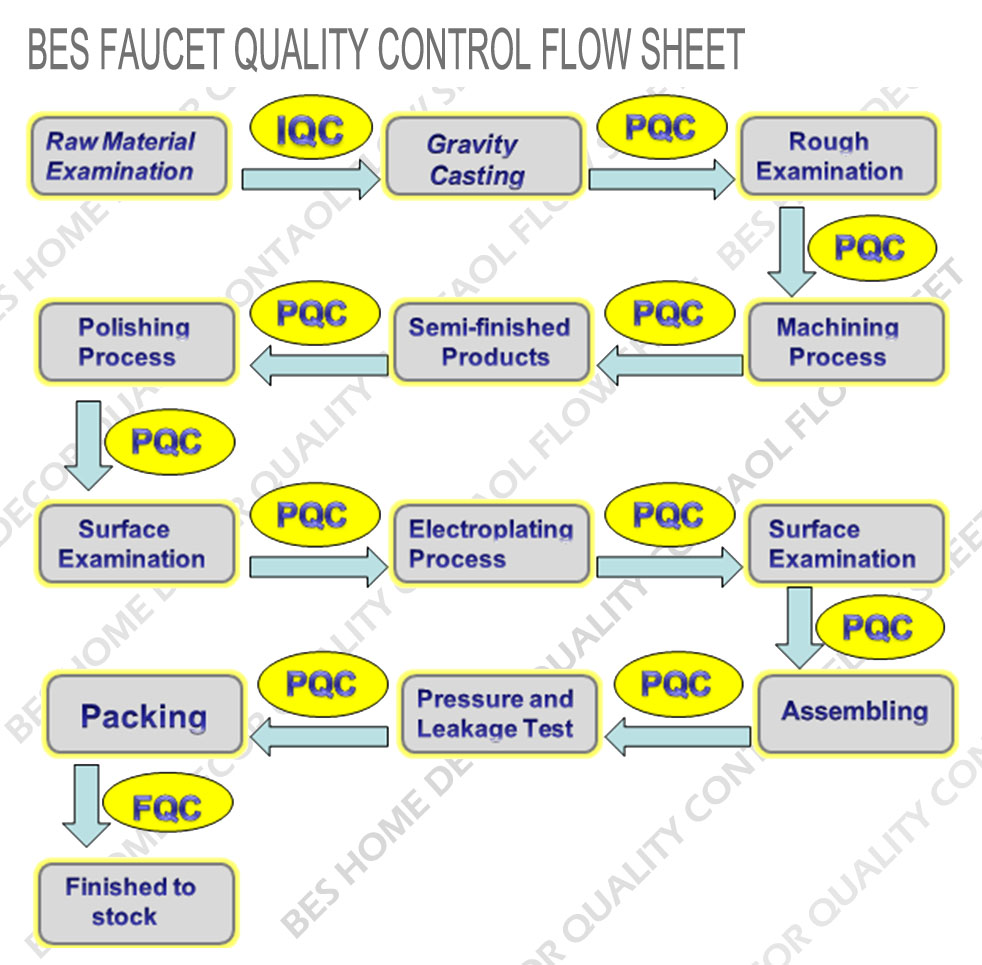 BES FAUCET QUALITY CONTROL FLOW SHEET
Raw Material
Examination
IQC
Gravity
Casting
PQC
Rough
Examination
PQC
Machining
Process
PQC
Semi-finished
Products
PQC
Polishing
Process
PQC
Surface
Examination
PQC
Electroplating
Process
PQC
Surface
Examination
PQC
Assembling
PQC
Pressure and
Leakage Test
PQC
Packing
FQC
Finished to
stock